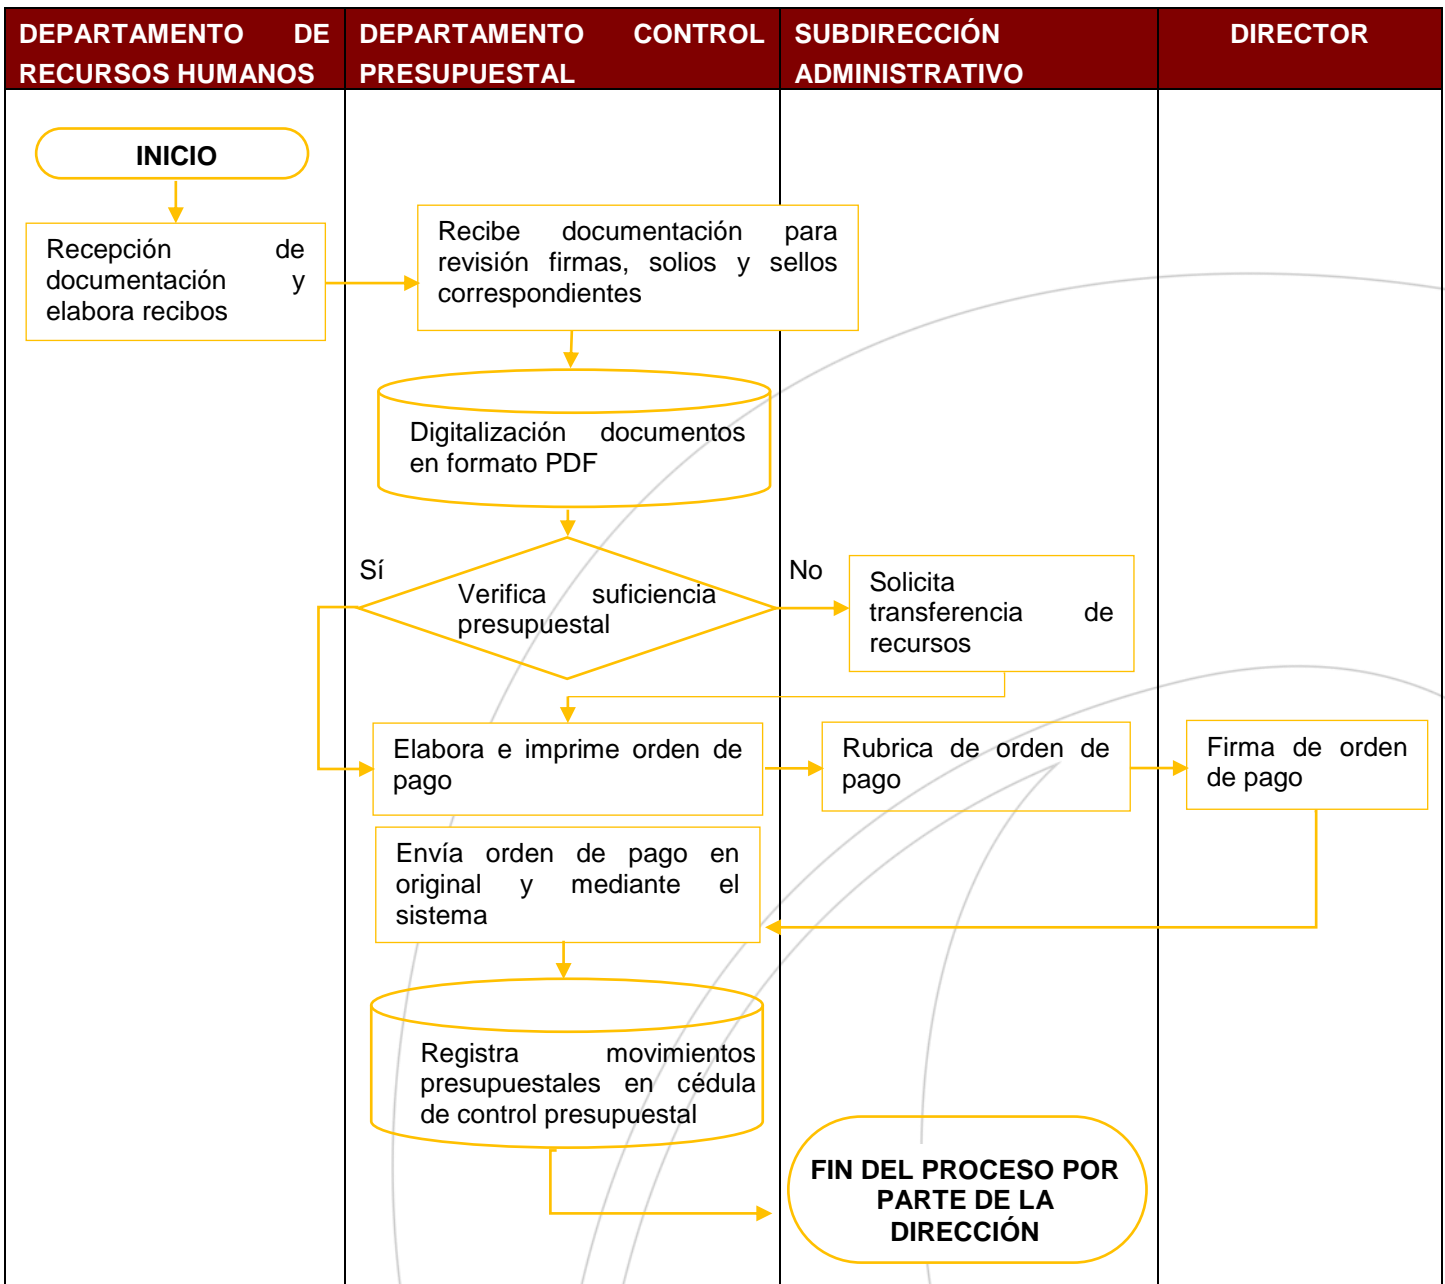 DEPARTAMENTO DE
RECURSOS HUMANOS
DEPARTAMENTO CONTROL
PRESUPUESTAL
SUBDIRECCIÓN
ADMINISTRATIVO
DIRECTOR
INICIO
Recepción de
documentación y
elabora recibos
Recibe documentación para
revisión firmas, solios y sellos
correspondientes
Digitalización documentos
en formato PDF
Sí
Verifica suficiencia
presupuestal
No
Solicita
transferencia de
recursos
Elabora e imprime orden de
pago
Rubrica de orden de
pago
Firma de orden
de pago
Envía orden de pago en
original y mediante el
sistema
Registra movimientos
presupuestales en cédula
de control presupuestal
FIN DEL PROCESO POR
PARTE DE LA
DIRECCIÓN